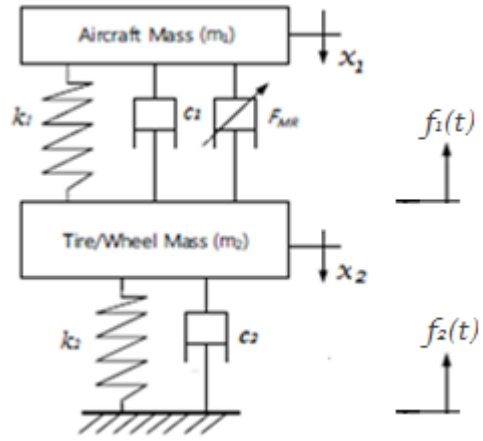 Aircraft Mass (m₁)
x₁
k₁
c₁
F_MR
f₁(t)
Tire/Wheel Mass (m₂)
x₂
k₂
c₂
f₂(t)